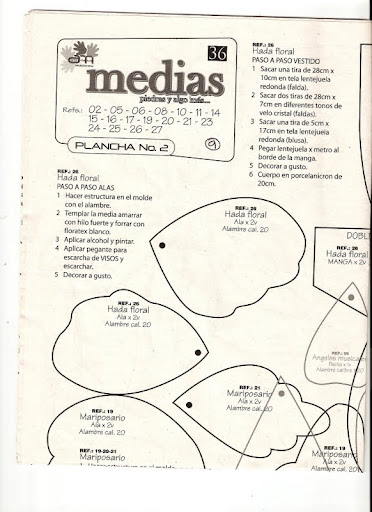 36
medias
piedras y algo más...
Refs.: 02 - 05 - 06 - 08 - 10 - 11 - 14
15 - 16 - 17 - 19 - 20 - 21 - 23
24 - 25 - 26 - 27
PLANCHA No. 2
9
REF.: 26
Hada floral
PASO A PASO ALAS
1 Hacer estructura en el molde
con el alambre.
2 Templar la media amarrar
con hilo fuerte y forrar con
floratex blanco.
3 Aplicar alcohol y pintar.
4 Aplicar pegante para
escarcha de VISOS y
escarchar.
5 Decorar a gusto.
REF.: 26
Hada floral
PASO A PASO VESTIDO
1 Sacar una tira de 28cm x
10cm en tela lentejuela
redonda (falda).
2 Sacar dos tiras de 28cm
x 7cm en diferentes tonos de
velo cristal (faldas).
3 Sacar una tira de 5cm x
17cm en tela lentejuela
redonda (blusa).
4 Pegar lentejuela x metro al
borde de la manga.
5 Decorar a gusto.
6 Cuerpo en porcelanicron de
20cm.
REF.: 26
Hada floral
Ala x 2v
Alambre cal. 20
DOBL
REF.: 26
Hada floral
MANGA x 2v
REF.: 26
Hada floral
Ala x 2v
Alambre cal. 20
Angeles musicales
REF.: 21
Mariposario
Ala x 2v
Alambre cal. 20
REF.: 19
Mariposario
Ala x 2v
Alambre cal. 20
REF.: 19
Mariposario
Ala x 2v
Alambre cal. 20
REF.: 19-20-21
Mariposario